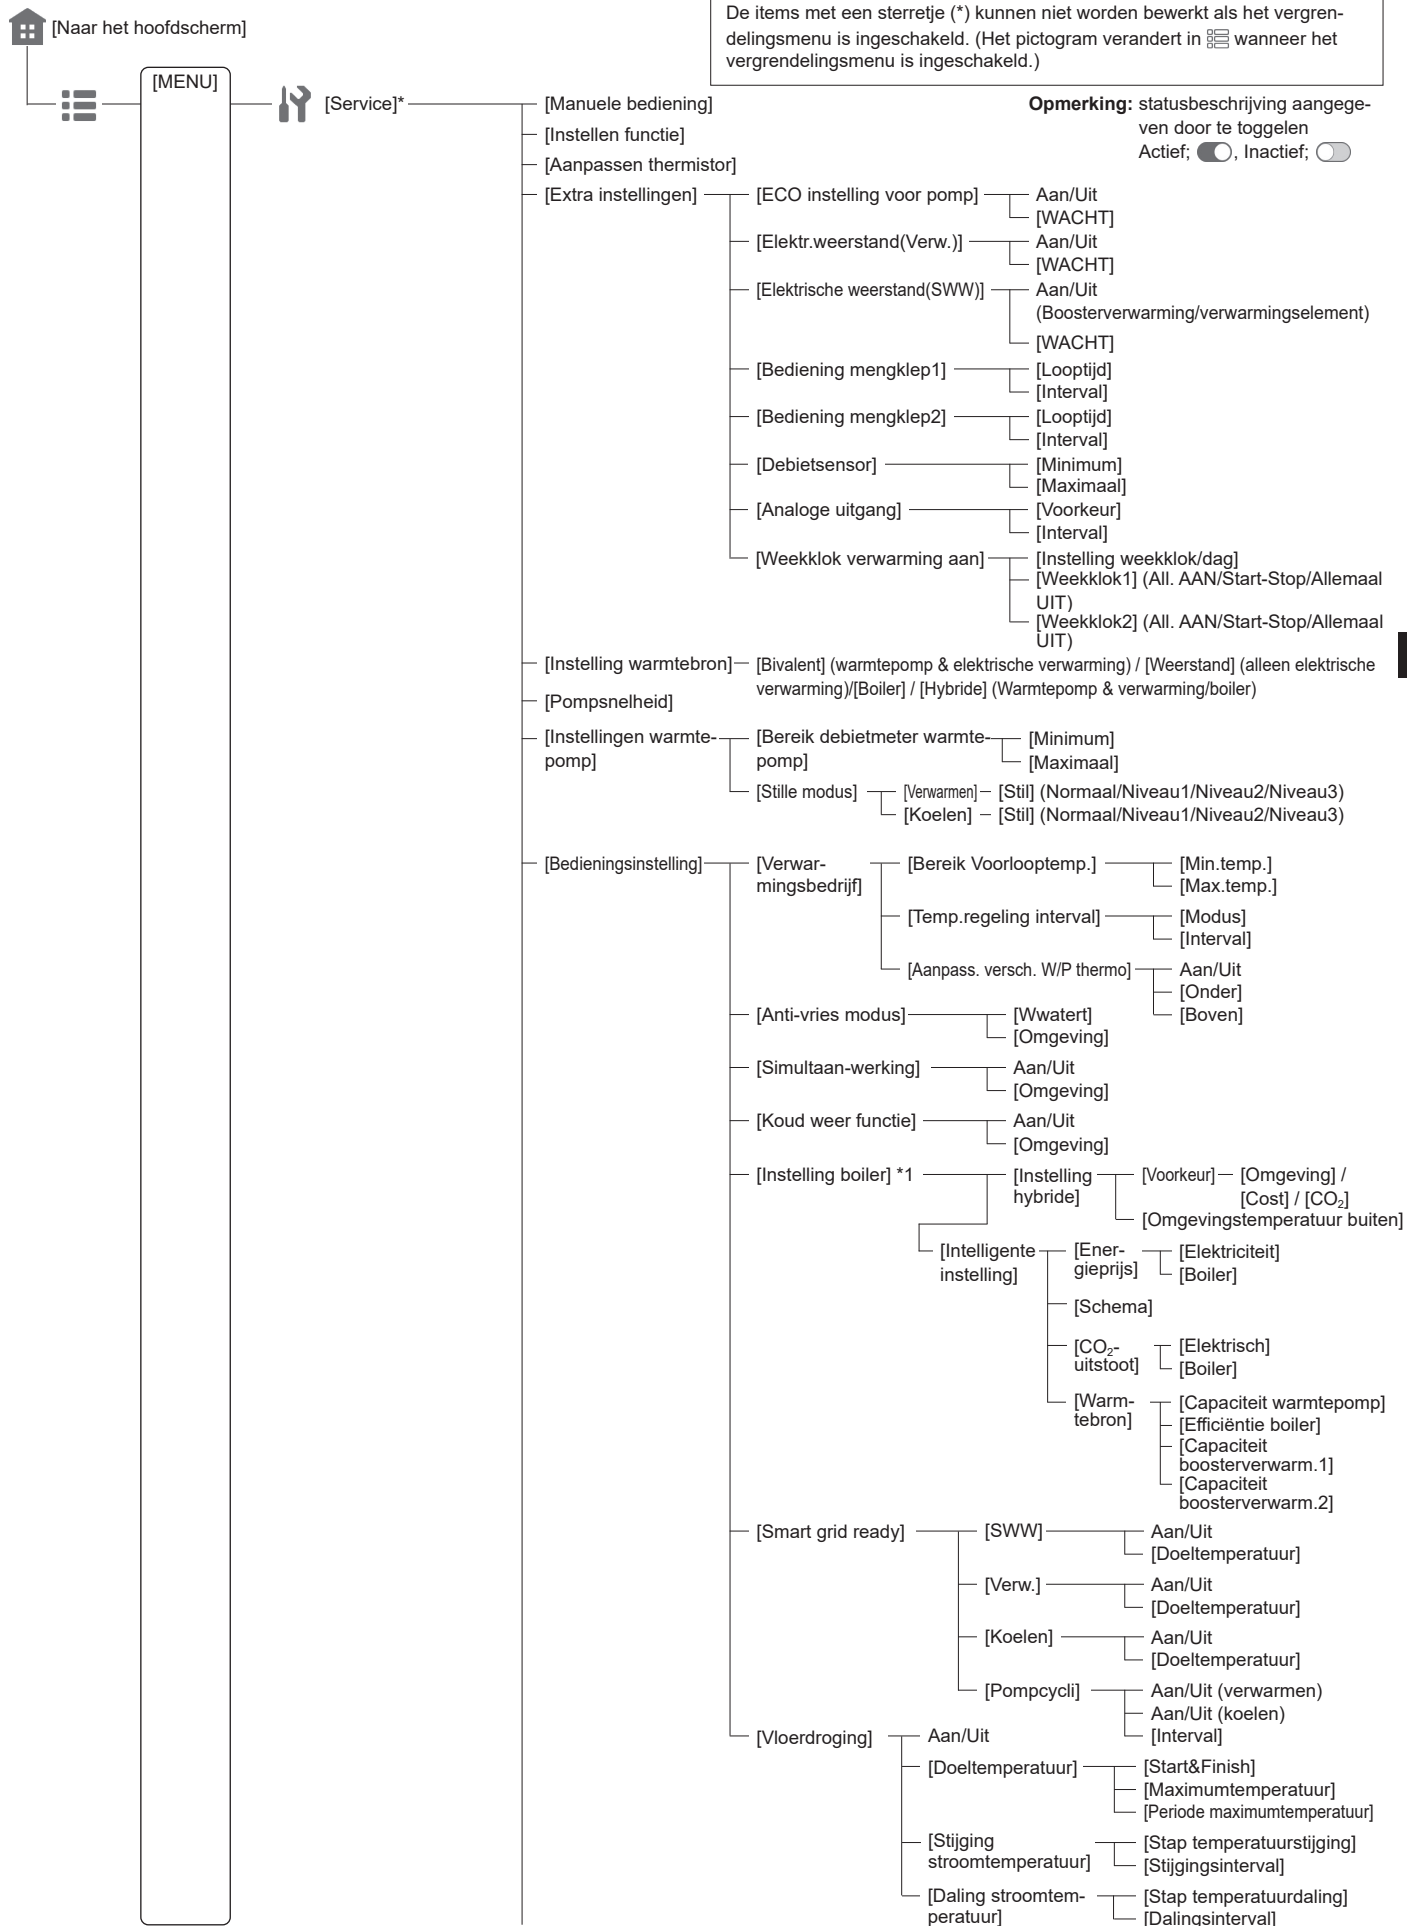 [Naar het hoofdscherm]
De items met een sterretje (*) kunnen niet worden bewerkt als het vergren-
delingsmenu is ingeschakeld. (Het pictogram verandert in wanneer het
vergrendelingsmenu is ingeschakeld.)
[MENU]
[Service]*
[Manuele bediening]
Opmerking: statusbeschrijving aangege-
ven door te toggelen
Actief; , Inactief;
[Instellen functie]
[Aanpassen thermistor]
[Extra instellingen]
[ECO instelling voor pomp]
Aan/Uit
[WACHT]
[Elektr.weerstand(Verw.)]
Aan/Uit
[WACHT]
[Elektrische weerstand(SWW)]
Aan/Uit
(Boosterverwarming/verwarmingselement)
[WACHT]
[Bediening mengklep1]
[Looptijd]
[Interval]
[Bediening mengklep2]
[Looptijd]
[Interval]
[Debietsensor]
[Minimum]
[Maximaal]
[Analoge uitgang]
[Voorkeur]
[Interval]
[Weekklok verwarming aan]
[Instelling weekklok/dag]
[Weekklok1] (All. AAN/Start-Stop/Allemaal
UIT)
[Weekklok2] (All. AAN/Start-Stop/Allemaal
UIT)
[Instelling warmtebron]
[Bivalent] (warmtepomp & elektrische verwarming) / [Weerstand] (alleen elektrische
verwarming)/[Boiler] / [Hybride] (Warmtepomp & verwarming/boiler)
[Pompsnelheid]
[Instellingen warmte-
pomp]
[Bereik debietmeter warmte-
pomp]
[Minimum]
[Maximaal]
[Stille modus]
[Verwarmen]
[Stil] (Normaal/Niveau1/Niveau2/Niveau3)
[Koelen]
[Stil] (Normaal/Niveau1/Niveau2/Niveau3)
[Bedieningsinstelling]
[Verwar-
mingsbedrijf]
[Bereik Voorlooptemp.]
[Min.temp.]
[Max.temp.]
[Temp.regeling interval]
[Modus]
[Interval]
[Aanpass. versch. W/P thermo]
Aan/Uit
[Onder]
[Boven]
[Anti-vries modus]
[Wwatert]
[Omgeving]
[Simultaan-werking]
Aan/Uit
[Omgeving]
[Koud weer functie]
Aan/Uit
[Omgeving]
[Instelling boiler] *1
[Instelling
hybride]
[Voorkeur]
[Omgeving] /
[Cost] / [CO₂]
[Omgevingstemperatuur buiten]
[Intelligente
instelling]
[Ener-
gieprijs]
[Elektriciteit]
[Boiler]
[Schema]
[CO₂-
uitstoot]
[Elektrisch]
[Boiler]
[Warm-
tebron]
[Capaciteit warmtepomp]
[Efficiëntie boiler]
[Capaciteit
boosterverwarm.1]
[Capaciteit
boosterverwarm.2]
[Smart grid ready]
[SWW]
Aan/Uit
[Doeltemperatuur]
[Verw.]
Aan/Uit
[Doeltemperatuur]
[Koelen]
Aan/Uit
[Doeltemperatuur]
[Pompcycli]
Aan/Uit (verwarmen)
Aan/Uit (koelen)
[Interval]
[Vloerdroging]
Aan/Uit
[Doeltemperatuur]
[Start&Finish]
[Maximumtemperatuur]
[Periode maximumtemperatuur]
[Stijging
stroomtemperatuur]
[Stap temperatuurstijging]
[Stijgingsinterval]
[Daling stroomtem-
peratuur]
[Stap temperatuurdaling]
[Dalingsinterval]